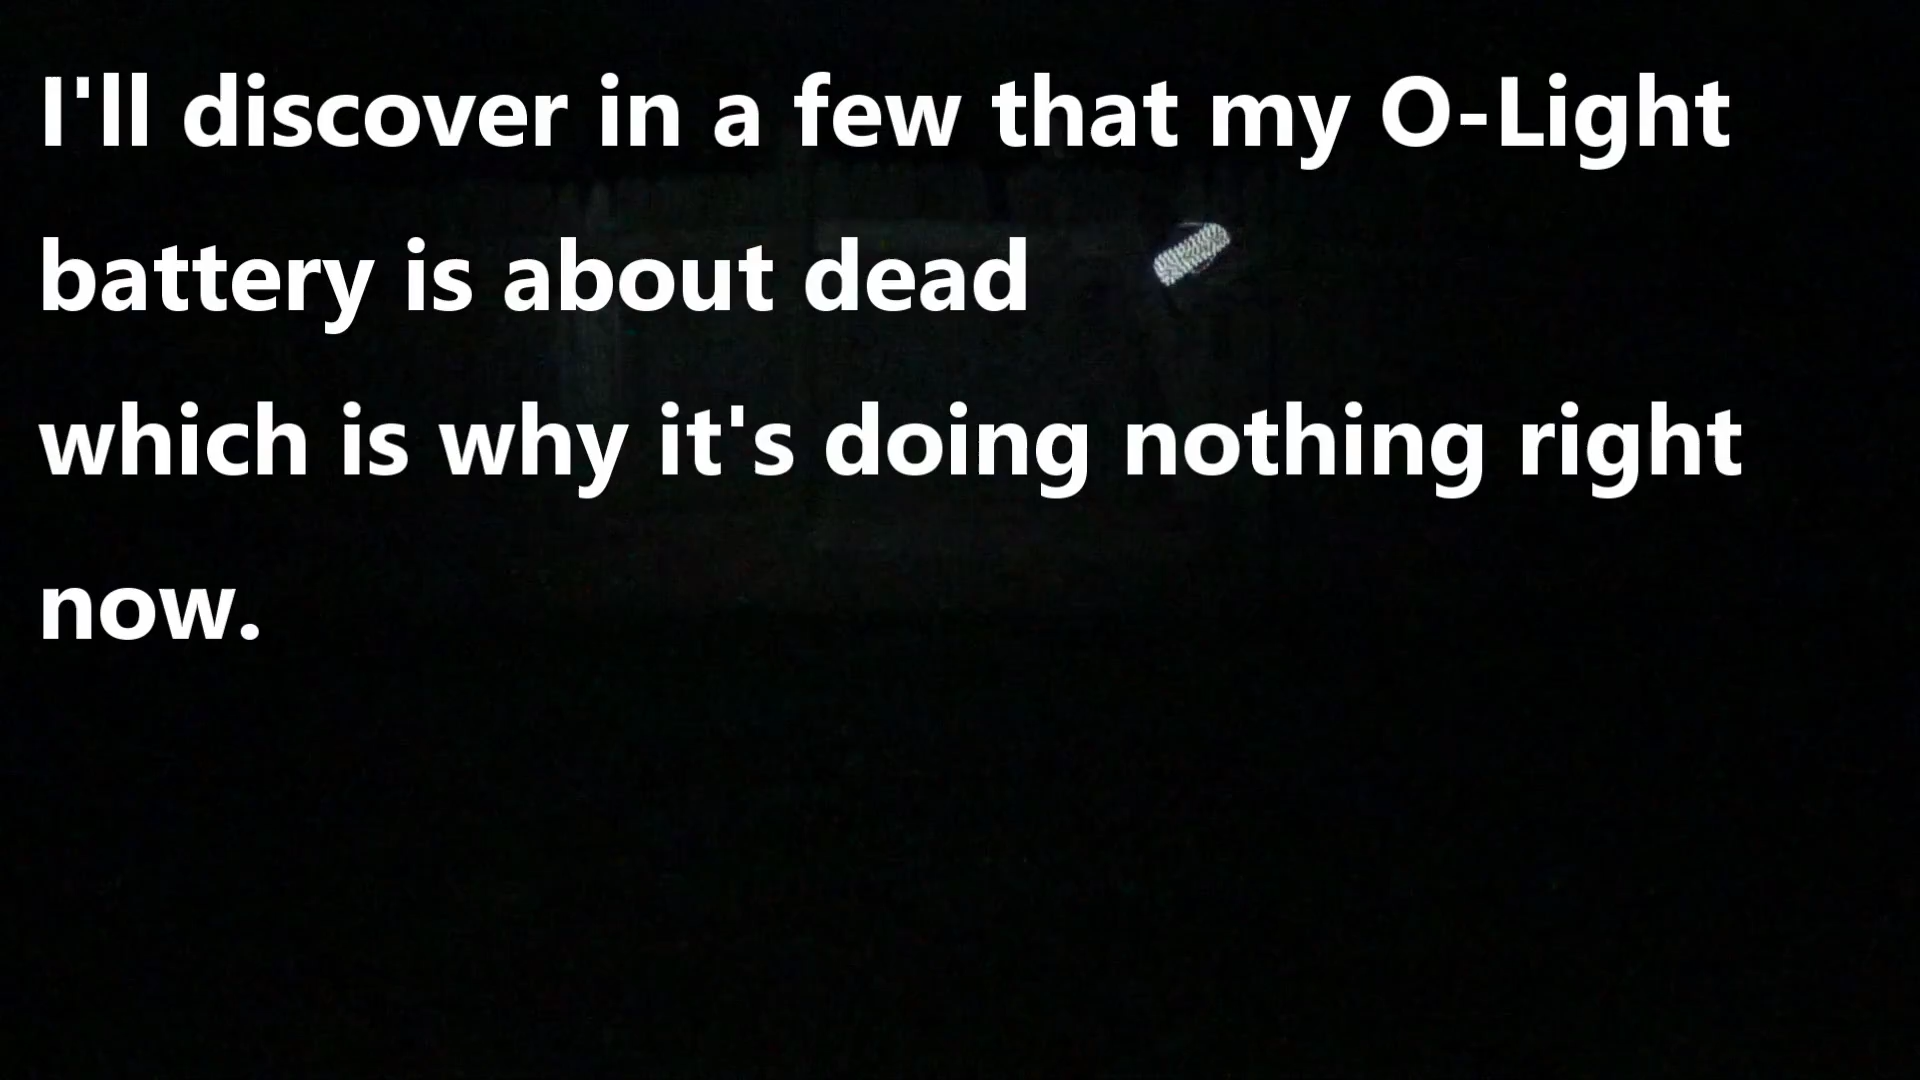 I'll discover in a few that my O-Light
battery is about dead
which is why it's doing nothing right
now.